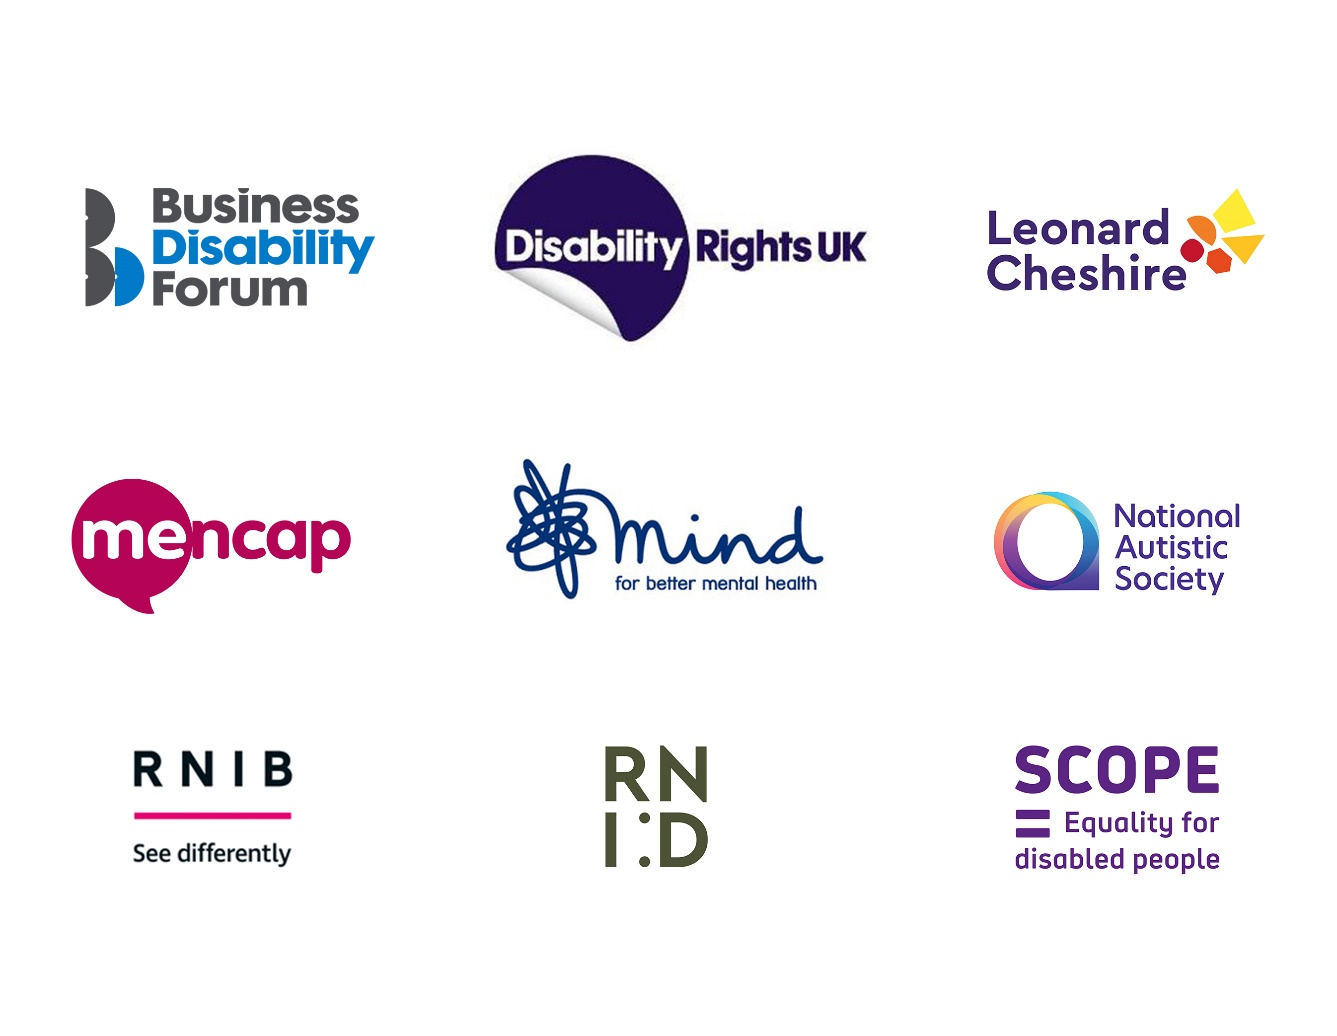 Business
Disability
Forum
Disability Rights UK
Leonard
Cheshire
mencap
mind
for better mental health
National
Autistic
Society
RNIB
See differently
RN
I:D
SCOPE
= Equality for
disabled people